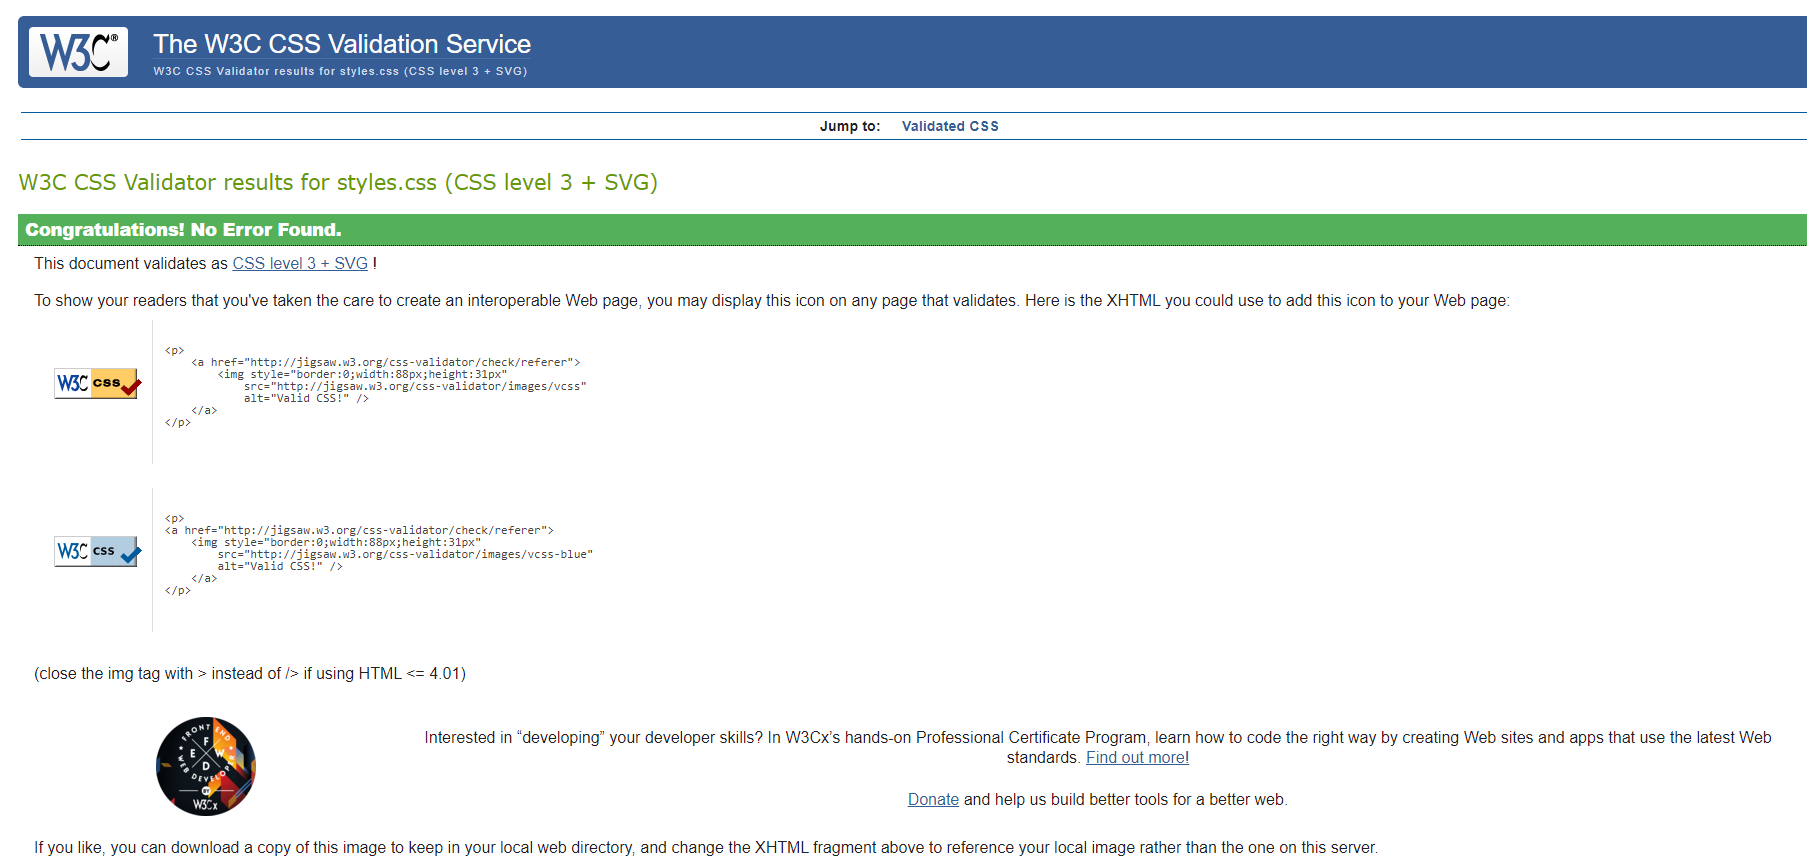 W3C®
The W3C CSS Validation Service
W3C CSS Validator results for styles.css (CSS level 3 + SVG)
Jump to: Validated CSS
W3C CSS Validator results for styles.css (CSS level 3 + SVG)
Congratulations! No Error Found.
This document validates as CSS level 3 + SVG !
To show your readers that you've taken the care to create an interoperable Web page, you may display this icon on any page that validates. Here is the XHTML you could use to add this icon to your Web page:
<p>
<a href="http://jigsaw.w3.org/css-validator/check/referer">
<img style="border:0;width:88px;height:31px"
W3C css
src="http://jigsaw.w3.org/css-validator/images/vcss"
alt="Valid CSS!" />
</a>
</p>
<p>
<a href="http://jigsaw.w3.org/css-validator/check/referer">
<img style="border:0;width:88px;height:31px"
W3C css
src="http://jigsaw.w3.org/css-validator/images/vcss-blue"
alt="Valid CSS!" />
</a>
</p>
(close the img tag with > instead of /> if using HTML <= 4.01)
FRONT END
F
E W
D
WEB DEVELOPER
BY
W3Cx
Interested in “developing” your developer skills? In W3Cx’s hands-on Professional Certificate Program, learn how to code the right way by creating Web sites and apps that use the latest Web
standards. Find out more!
Donate and help us build better tools for a better web.
If you like, you can download a copy of this image to keep in your local web directory, and change the XHTML fragment above to reference your local image rather than the one on this server.